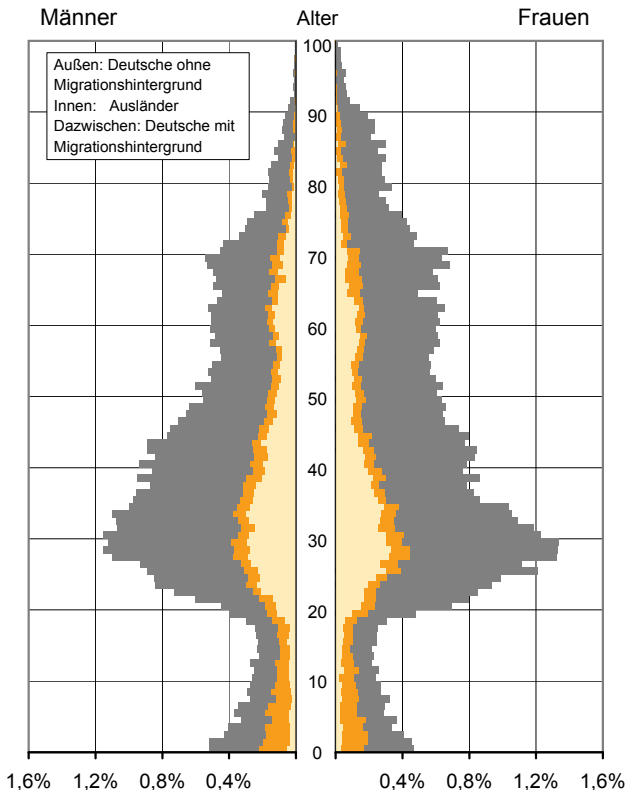 Männer Alter Frauen
100
Außen: Deutsche ohne
Migrationshintergrund
Innen: Ausländer
Dazwischen: Deutsche mit
Migrationshintergrund
90
80
70
60
50
40
30
20
10
0
1,6% 1,2% 0,8% 0,4% 0,4% 0,8% 1,2% 1,6%